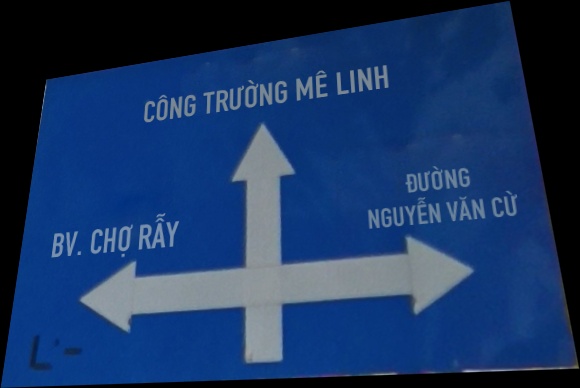 CÔNG TRƯỜNG MÊ LINH
ĐƯỜNG
NGUYỄN VĂN CỪ
BV. CHỢ RẪY